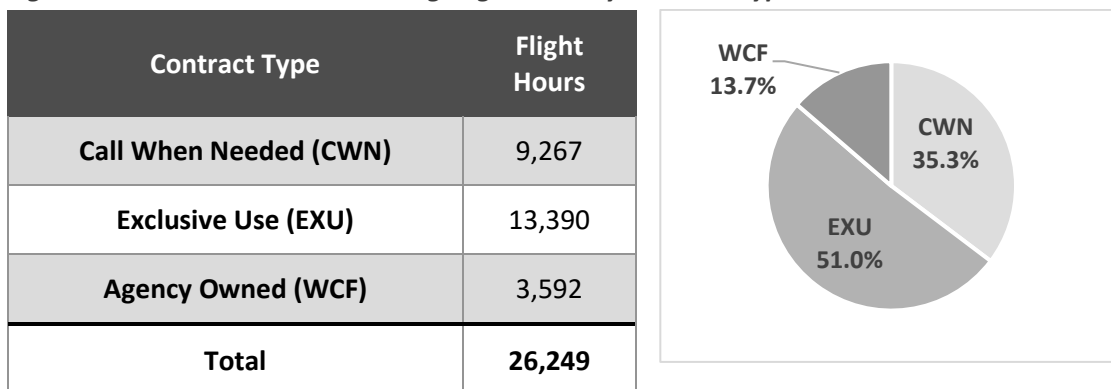 Contract Type
Flight
Hours
Call When Needed (CWN)
9,267
Exclusive Use (EXU)
13,390
Agency Owned (WCF)
3,592
Total
26,249
WCF
13.7%
CWN
35.3%
EXU
51.0%